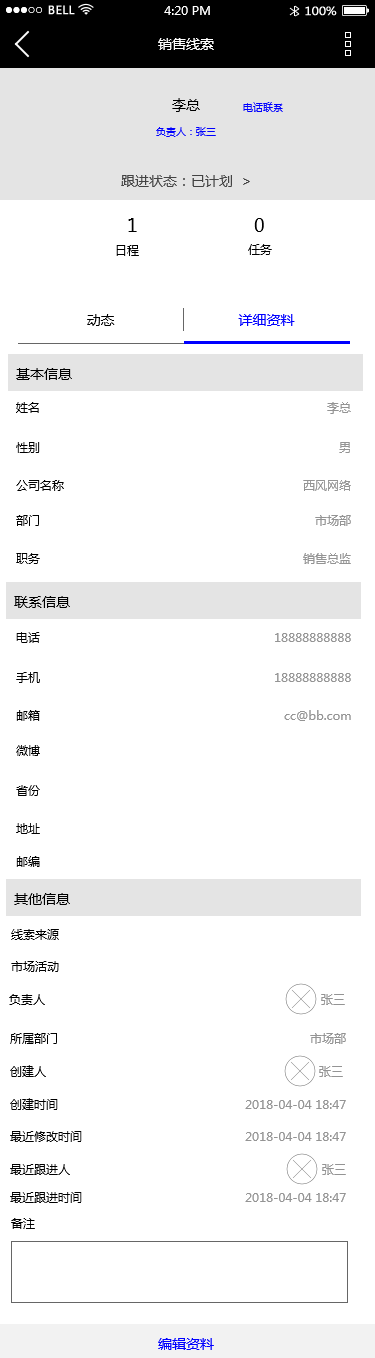 BELL 4:20 PM 100%
销售线索
李总 电话联系
负责人：张三
跟进状态：已计划 >
1 0
日程 任务
动态 详细资料
基本信息
姓名 李总
性别 男
公司名称 西风网络
部门 市场部
职务 销售总监
联系信息
电话 18888888888
手机 18888888888
邮箱 cc@bb.com
微博
省份
地址
邮编
其他信息
线索来源
市场活动
负责人 张三
所属部门 市场部
创建人 张三
创建时间 2018-04-04 18:47
最近修改时间 2018-04-04 18:47
最近跟进人 张三
最近跟进时间 2018-04-04 18:47
备注
编辑资料